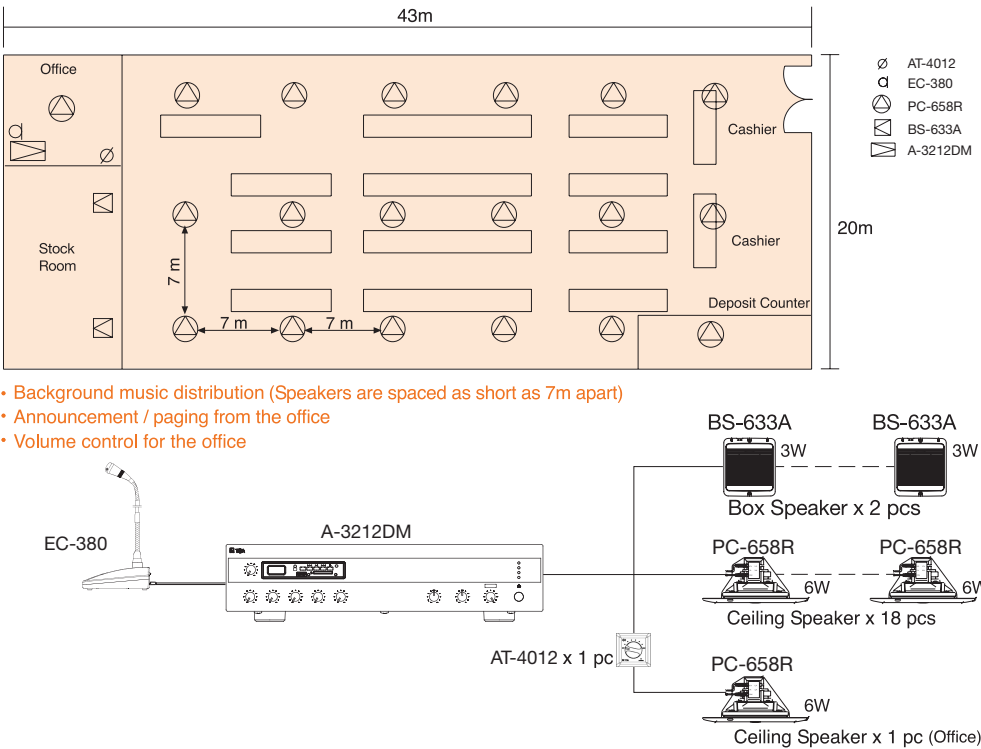 43m
Office
AT-4012
EC-380
PC-658R
BS-633A
A-3212DM
Cashier
20m
Cashier
Stock
Room
7 m
7 m
7 m
Deposit Counter
• Background music distribution (Speakers are spaced as short as 7m apart)
• Announcement / paging from the office
• Volume control for the office
BS-633A
BS-633A
3W
3W
Box Speaker x 2 pcs
EC-380
A-3212DM
PC-658R
PC-658R
6W
6W
Ceiling Speaker x 18 pcs
AT-4012 x 1 pc
PC-658R
6W
Ceiling Speaker x 1 pc (Office)